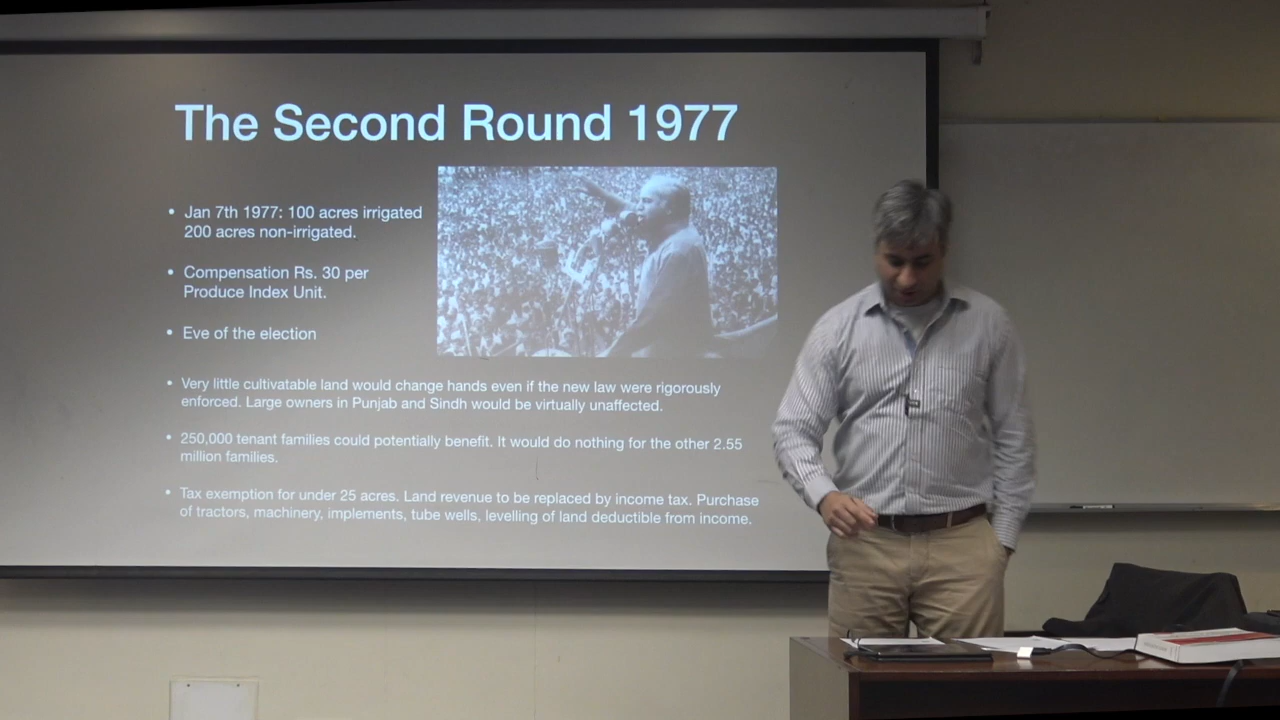 The Second Round 1977
• Jan 7th 1977: 100 acres irrigated
200 acres non-irrigated.
• Compensation Rs. 30 per
Produce Index Unit.
• Eve of the election
• Very little cultivatable land would change hands even if the new law were rigorously
enforced. Large owners in Punjab and Sindh would be virtually unaffected.
• 250,000 tenant families could potentially benefit. It would do nothing for the other 2.55
million families.
• Tax exemption for under 25 acres. Land revenue to be replaced by income tax. Purchase
of tractors, machinery, implements, tube wells, levelling of land deductible from income.